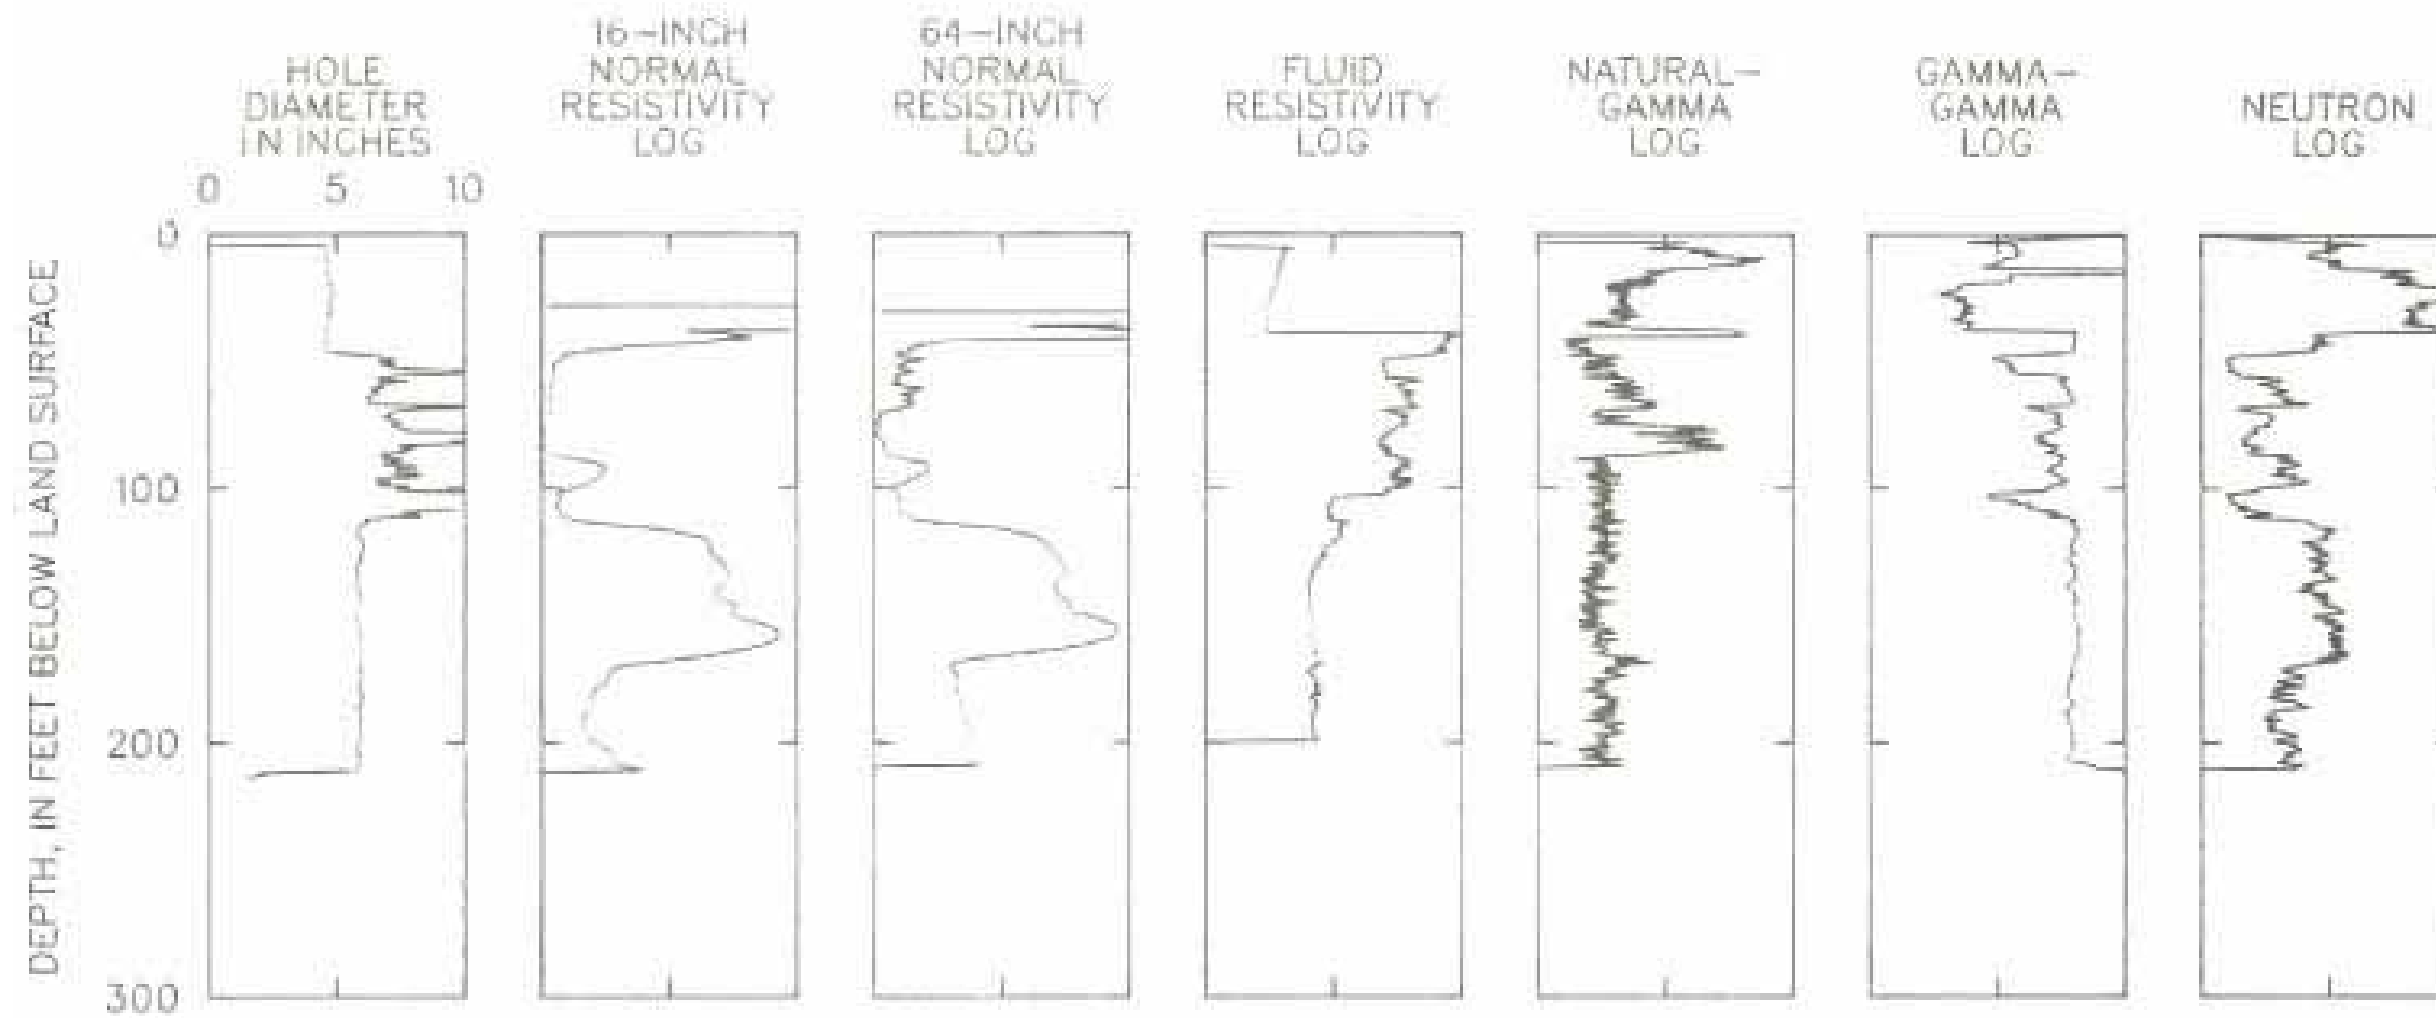 HOLE
DIAMETER
IN INCHES
0 5 10
16-INCH
NORMAL
RESISTIVITY
LOG
64-INCH
NORMAL
RESISTIVITY
LOG
FLUID
RESISTIVITY
LOG
NATURAL-
GAMMA
LOG
GAMMA-
GAMMA
LOG
NEUTRON
LOG
DEPTH, IN FEET BELOW LAND SURFACE
0
100
200
300